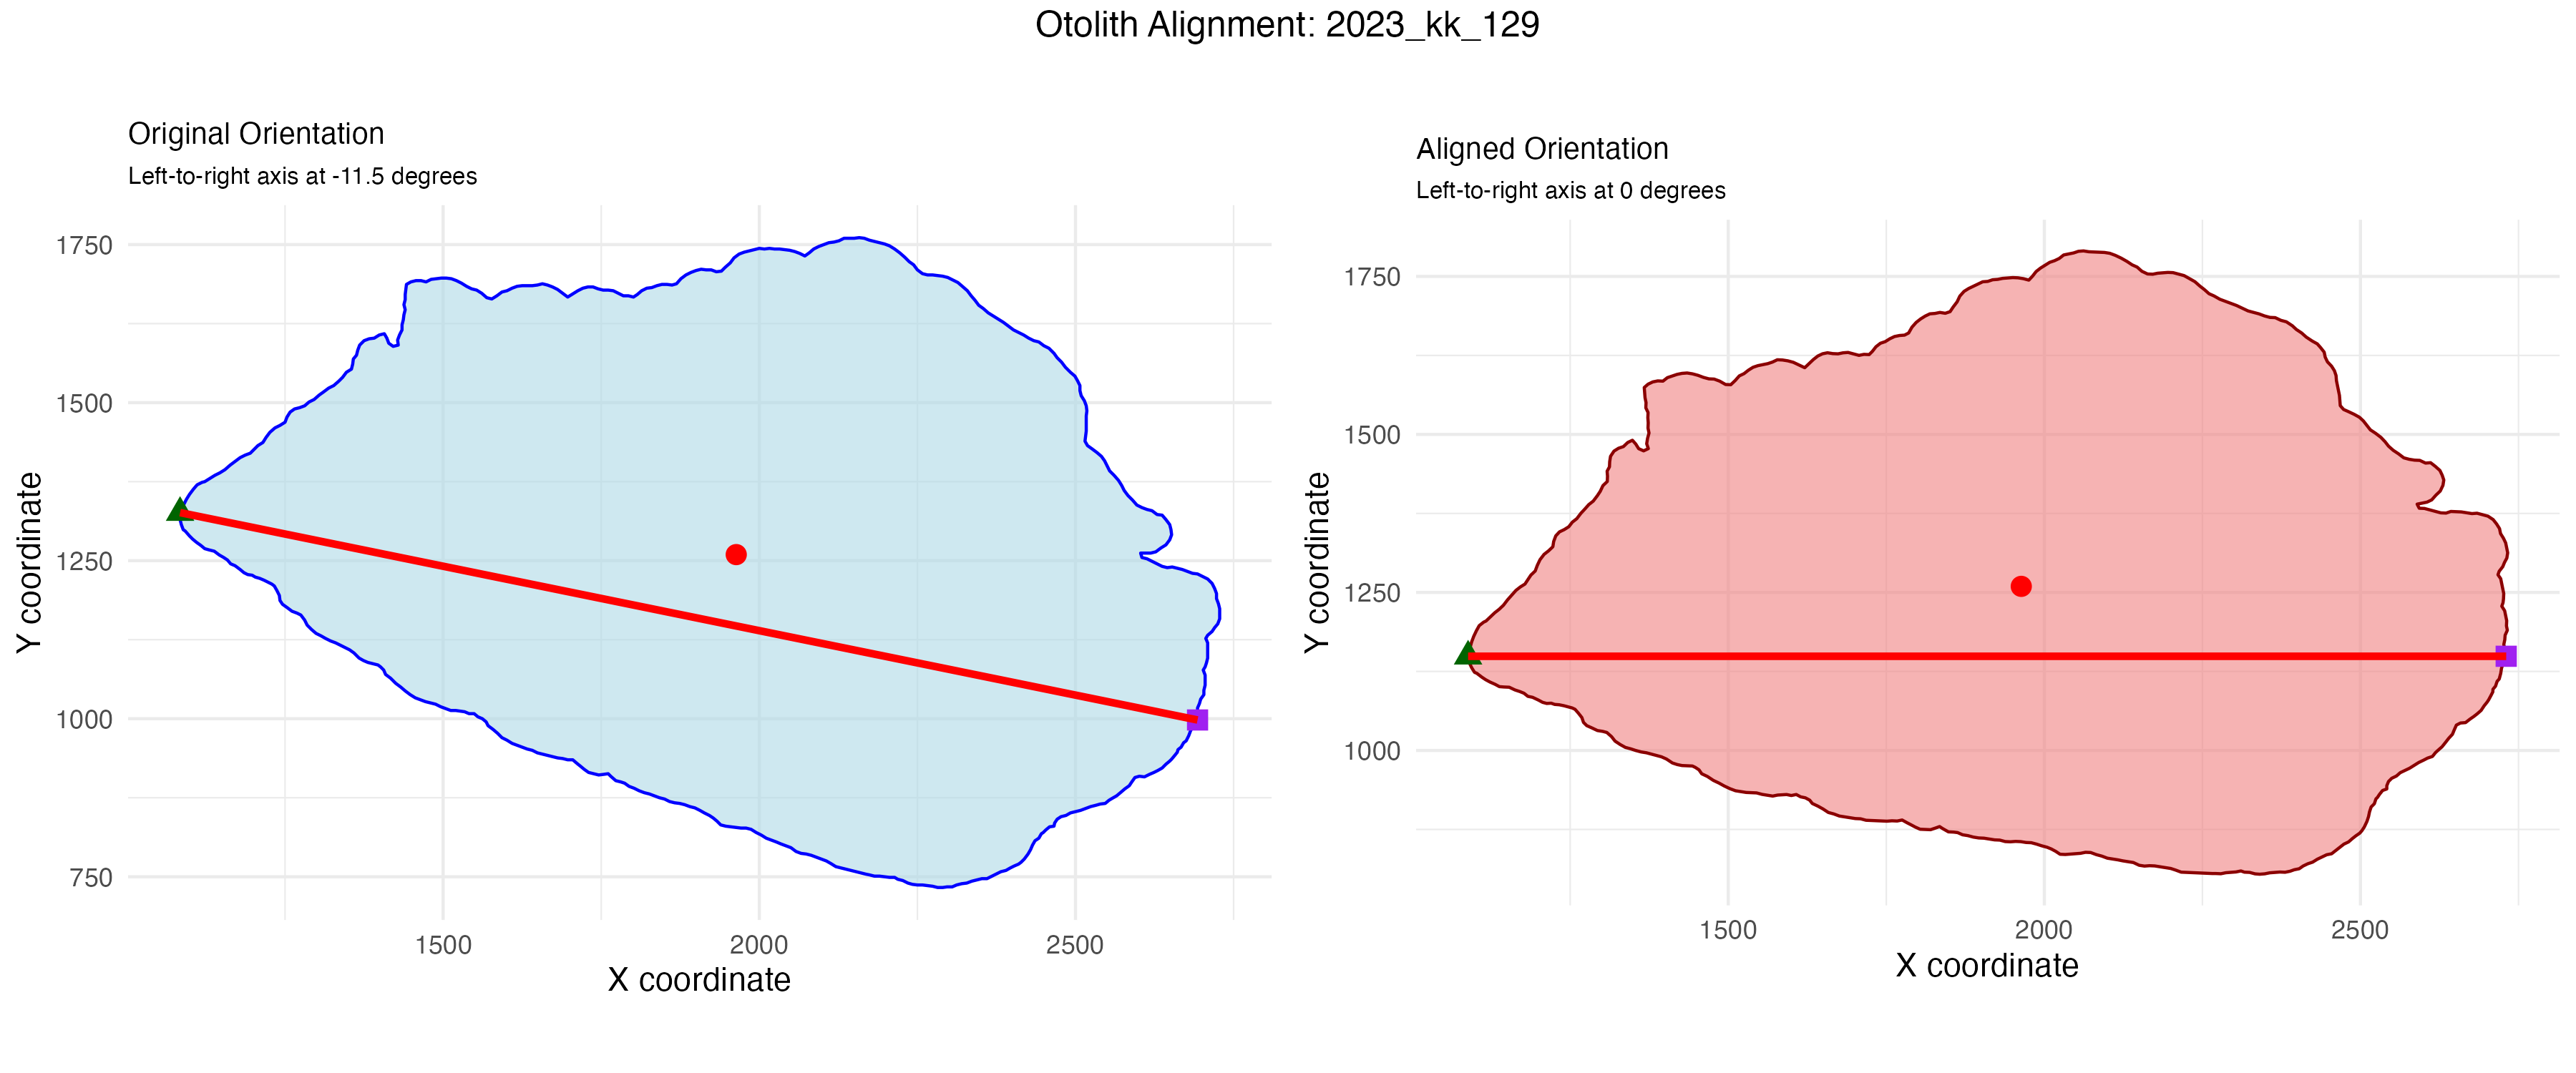 Otolith Alignment: 2023_kk_129
Original Orientation
Left-to-right axis at -11.5 degrees
1750
1500
1250
1000
750
Y coordinate
1500 2000 2500
X coordinate
Aligned Orientation
Left-to-right axis at 0 degrees
1750
1500
1250
1000
Y coordinate
1500 2000 2500
X coordinate